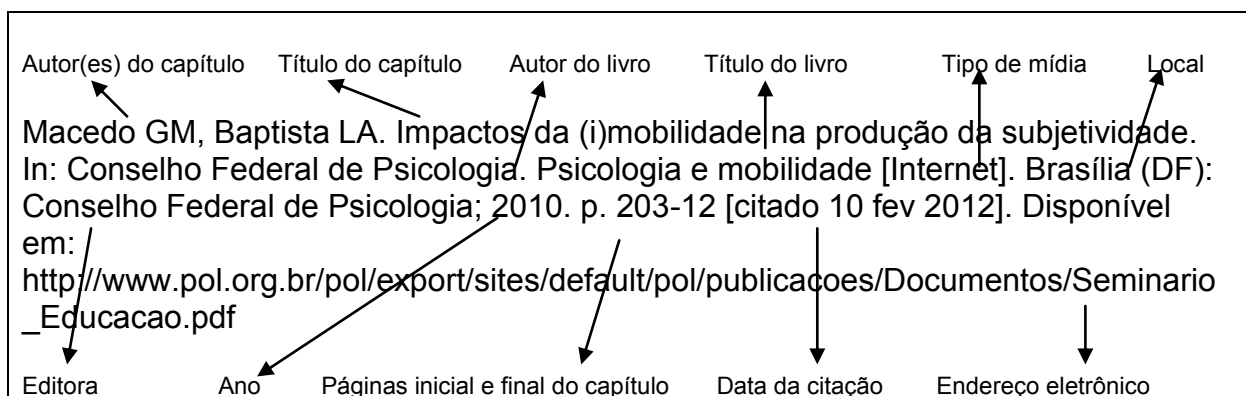 Autor(es) do capítulo Título do capítulo Autor do livro Título do livro Tipo de mídia Local
Macedo GM, Baptista LA. Impactos da (i)mobilidade na produção da subjetividade.
In: Conselho Federal de Psicologia. Psicologia e mobilidade [Internet]. Brasília (DF):
Conselho Federal de Psicologia; 2010. p. 203-12 [citado 10 fev 2012]. Disponível
em:
http://www.pol.org.br/pol/export/sites/default/pol/publicacoes/Documentos/Seminario
_Educacao.pdf
Editora Ano Páginas inicial e final do capítulo Data da citação Endereço eletrônico